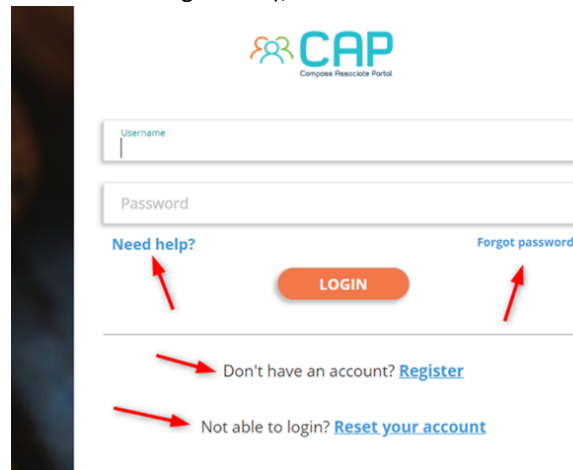 CAP
Compass Associate Portal
Username
Password
Need help?
Forgot password
LOGIN
Don't have an account? Register
Not able to login? Reset your account